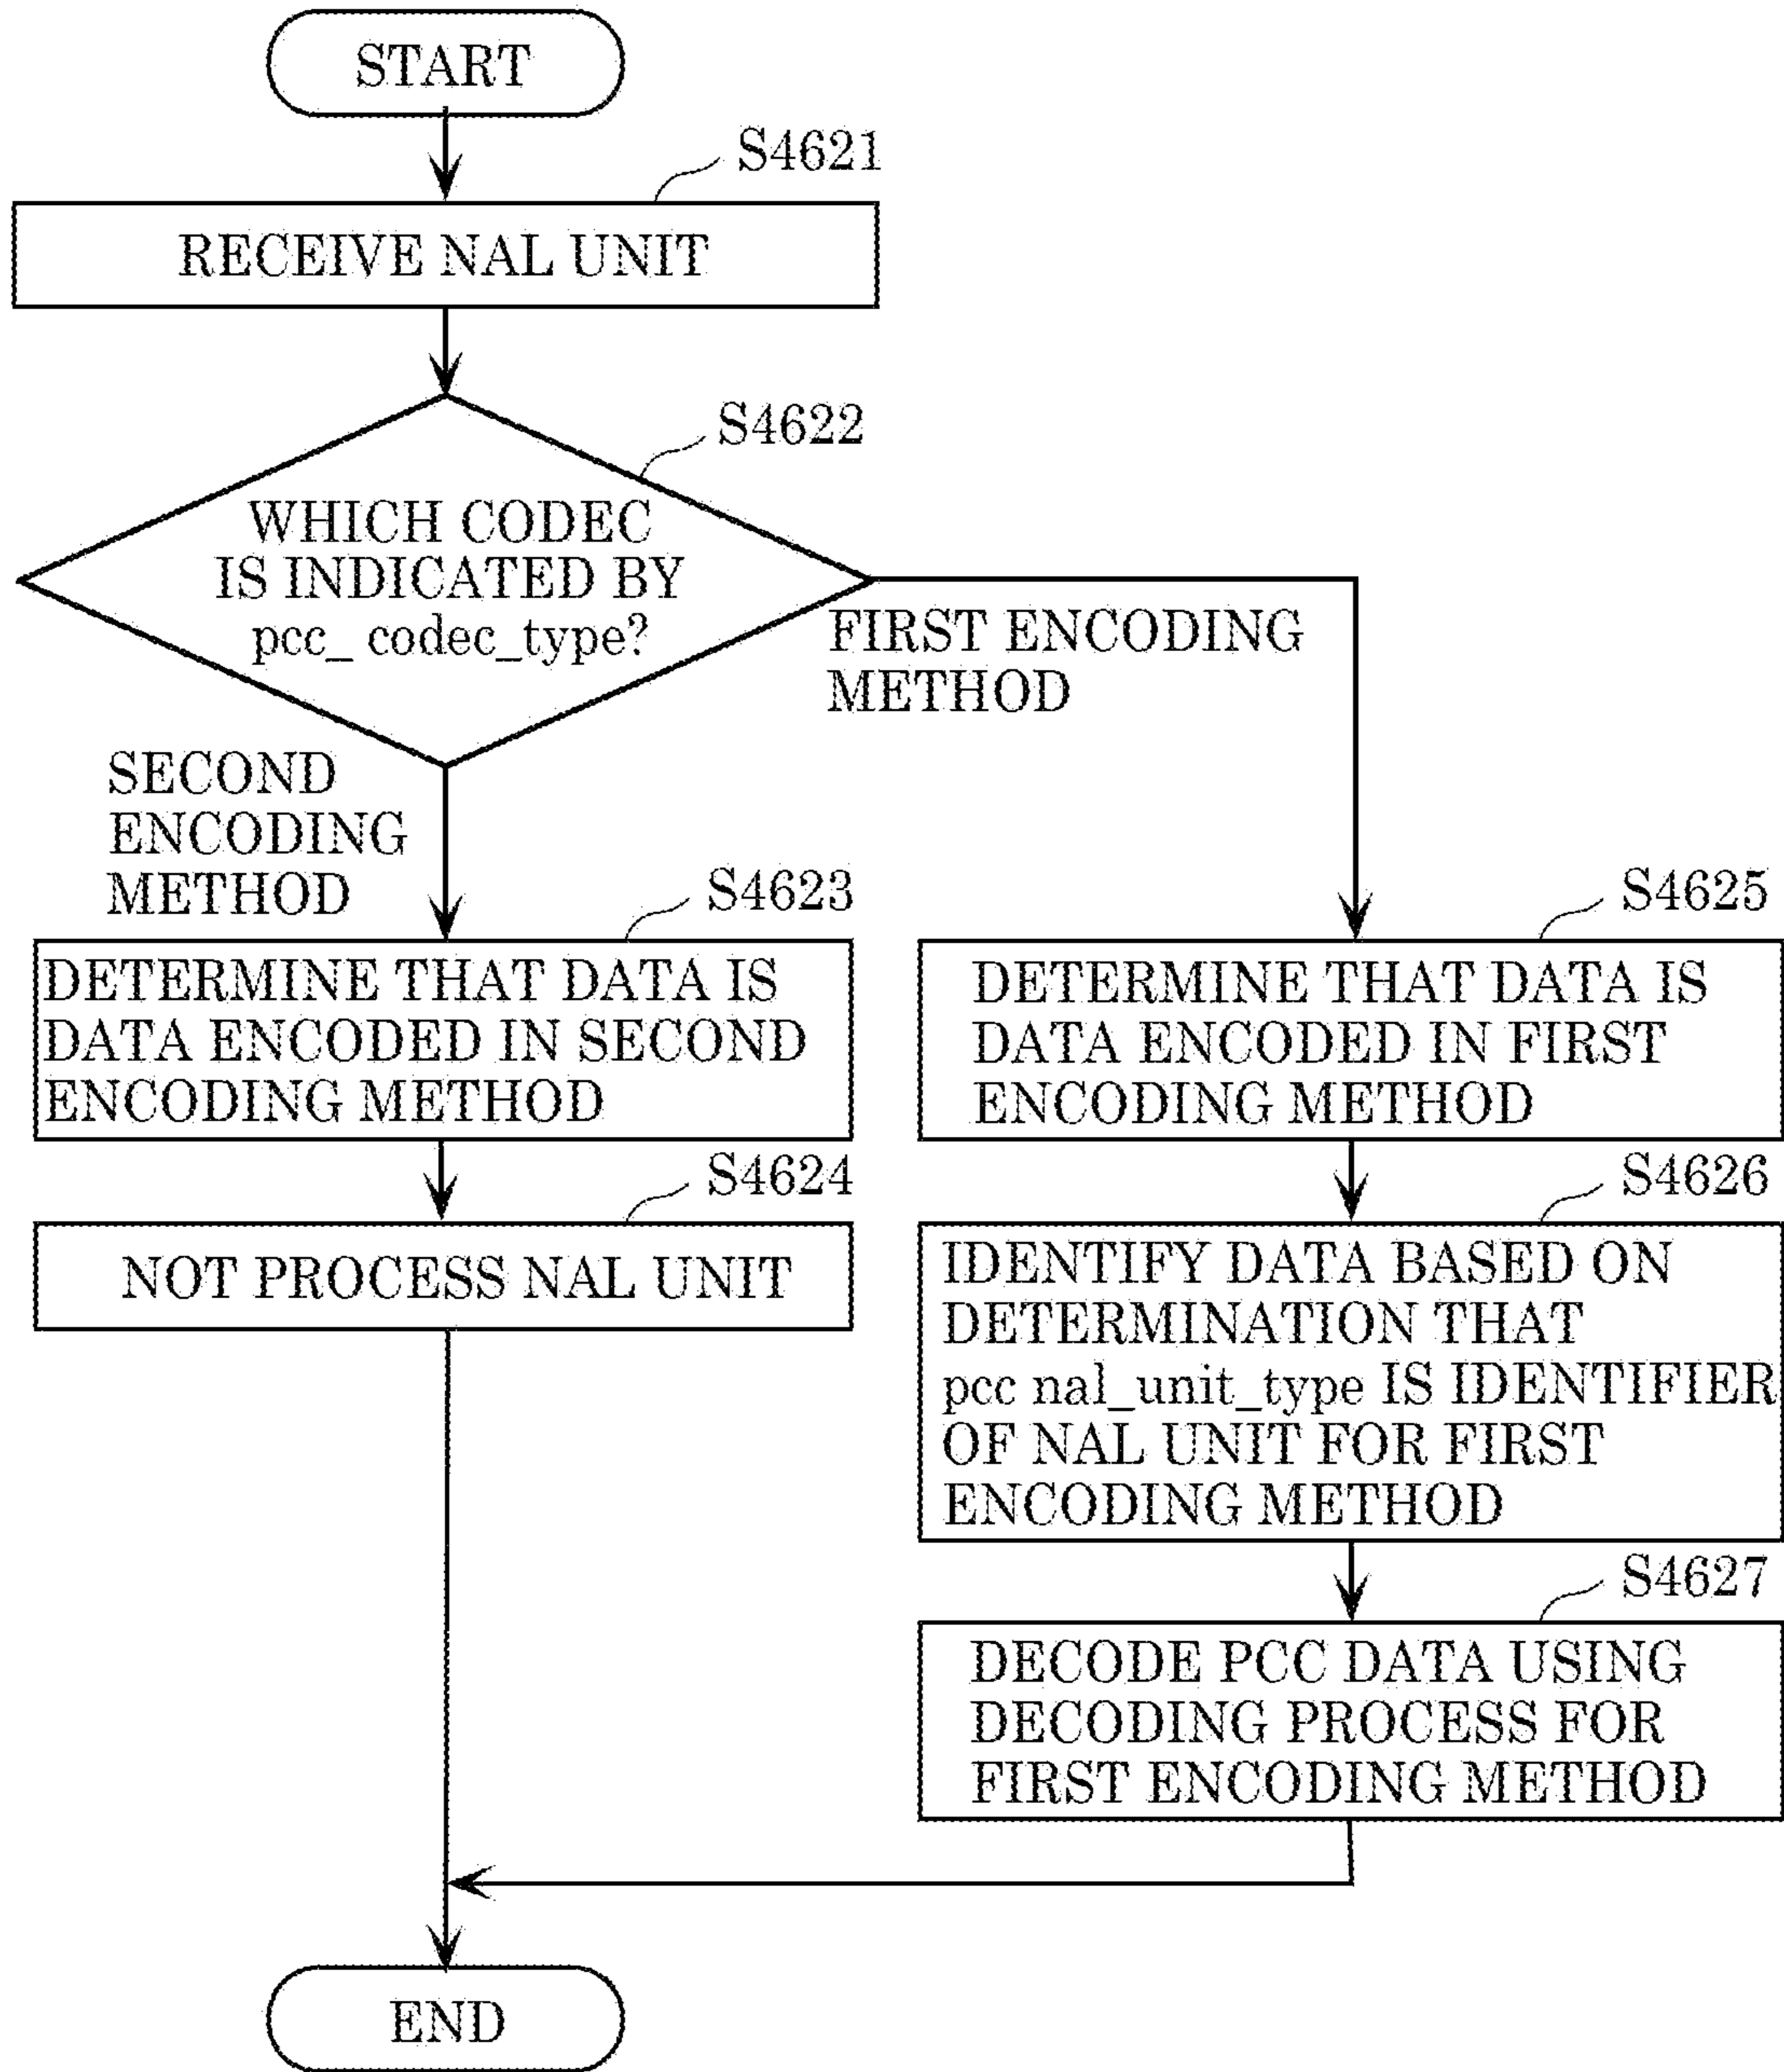 START
S4621
RECEIVE NAL UNIT
S4622
WHICH CODEC
IS INDICATED BY
pcc_ codec_type?
FIRST ENCODING
METHOD
SECOND
ENCODING
METHOD
S4623
DETERMINE THAT DATA IS
DATA ENCODED IN SECOND
ENCODING METHOD
S4624
NOT PROCESS NAL UNIT
S4625
DETERMINE THAT DATA IS
DATA ENCODED IN FIRST
ENCODING METHOD
S4626
IDENTIFY DATA BASED ON
DETERMINATION THAT
pcc nal_unit_type IS IDENTIFIER
OF NAL UNIT FOR FIRST
ENCODING METHOD
S4627
DECODE PCC DATA USING
DECODING PROCESS FOR
FIRST ENCODING METHOD
END